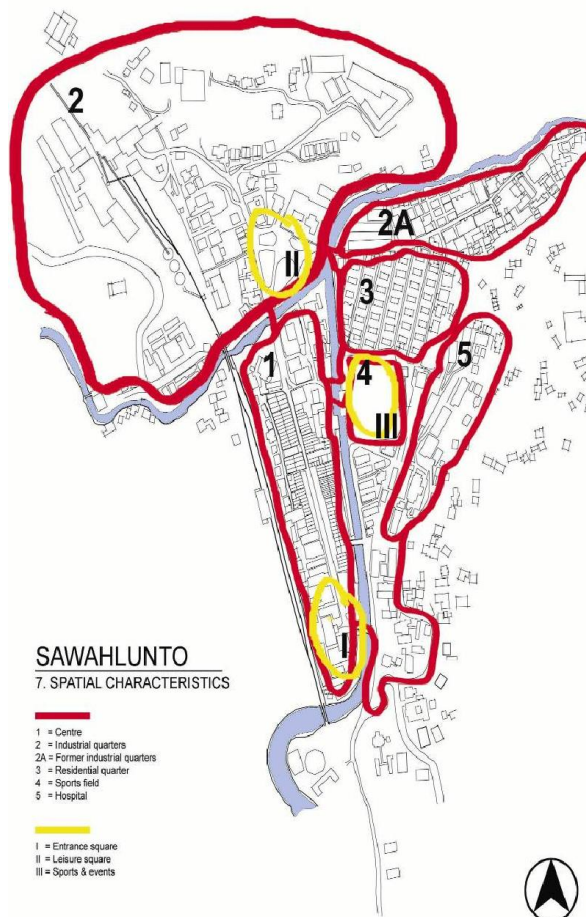 2
2A
II
3
1
5
4
III
I
SAWAHLUNTO
7. SPATIAL CHARACTERISTICS
1 = Centre
2 = Industrial quarters
2A = Former industrial quarters
3 = Residential quarter
4 = Sports field
5 = Hospital
I = Entrance square
II = Leisure square
III = Sports & events